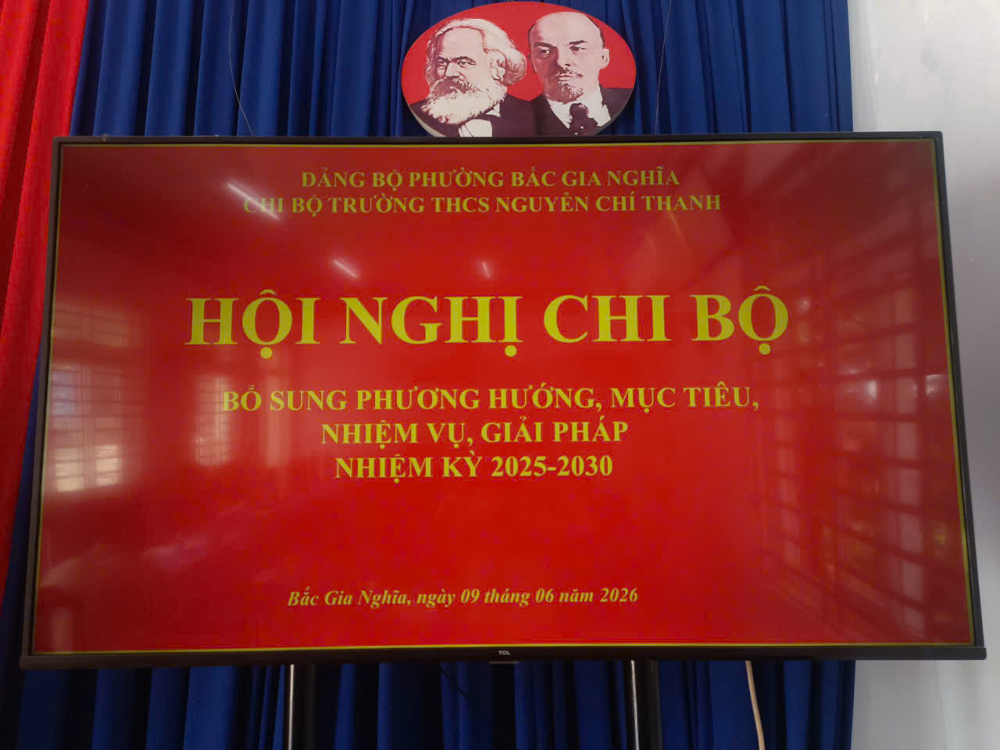 ĐẢNG BỘ PHƯỜNG BẮC GIA NGHĨA
CHI BỘ TRƯỜNG THCS NGUYỄN CHÍ THANH
HỘI NGHỊ CHI BỘ
BỔ SUNG PHƯƠNG HƯỚNG, MỤC TIÊU,
NHIỆM VỤ, GIẢI PHÁP
NHIỆM KỲ 2025-2030
Bắc Gia Nghĩa, ngày 09 tháng 06 năm 2026
TCL